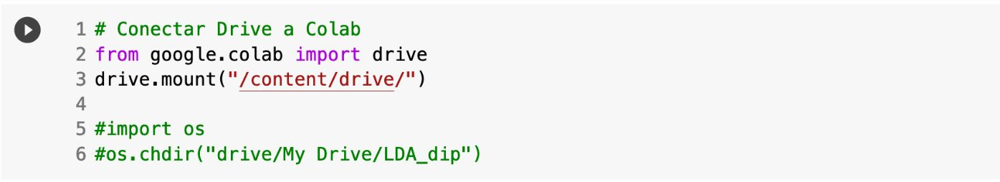 1 # Conectar Drive a Colab
2 from google.colab import drive
3 drive.mount("/content/drive/")
4
5 #import os
6 #os.chdir("drive/My Drive/LDA_dip")